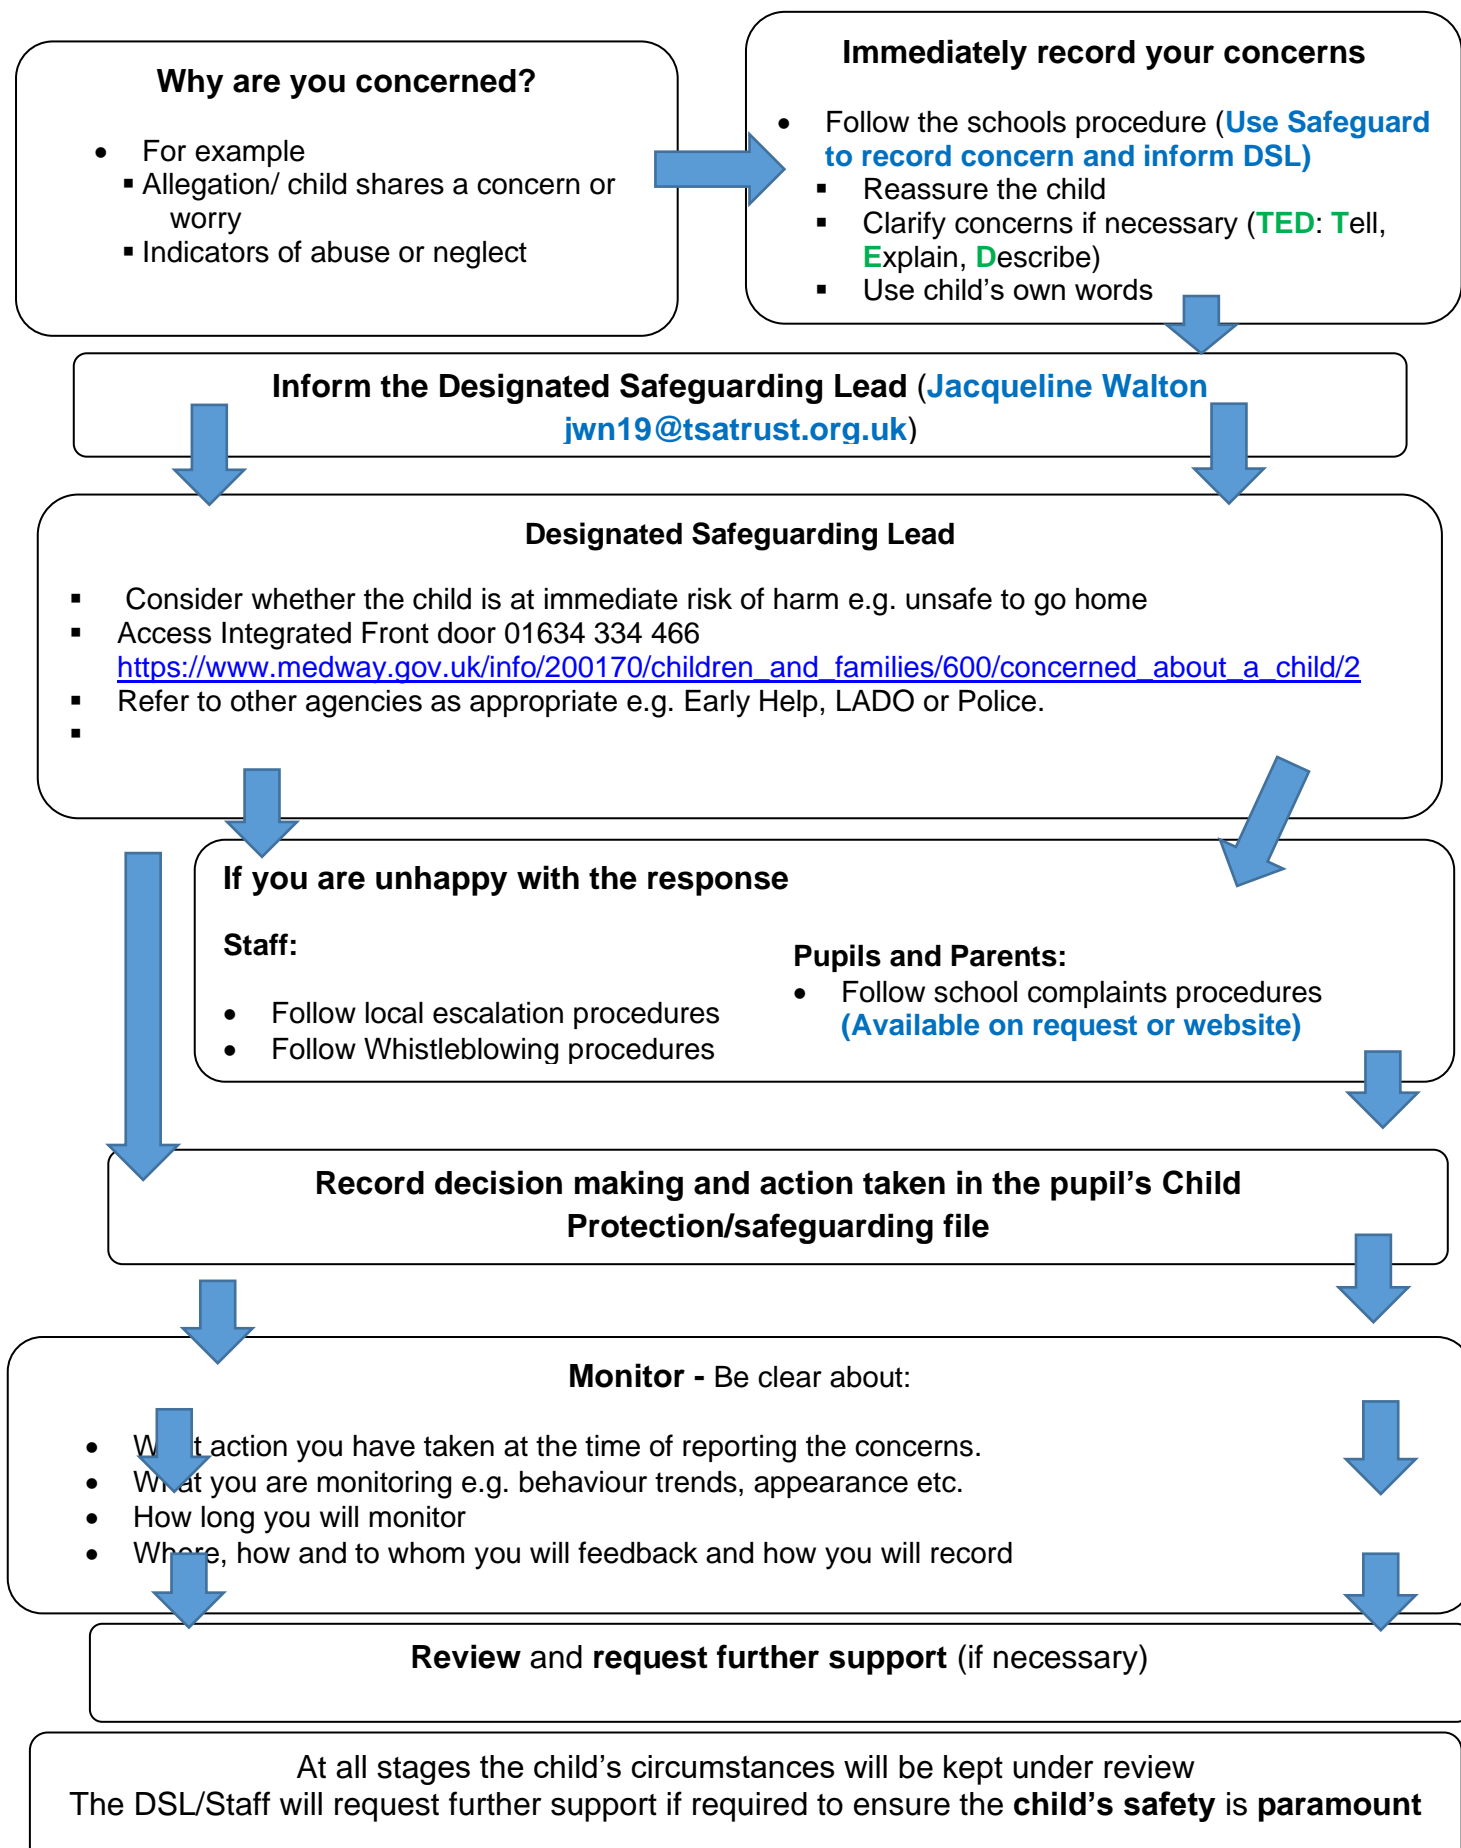 Why are you concerned?
• For example
▪ Allegation/ child shares a concern or
worry
▪ Indicators of abuse or neglect
Immediately record your concerns
• Follow the schools procedure (Use Safeguard
to record concern and inform DSL)
▪ Reassure the child
▪ Clarify concerns if necessary (TED: Tell,
Explain, Describe)
▪ Use child's own words
Inform the Designated Safeguarding Lead (Jacqueline Walton
jwn19@tsatrust.org.uk)
Designated Safeguarding Lead
▪ Consider whether the child is at immediate risk of harm e.g. unsafe to go home
▪ Access Integrated Front door 01634 334 466
https://www.medway.gov.uk/info/200170/children_and_families/600/concerned_about_a_child/2
▪ Refer to other agencies as appropriate e.g. Early Help, LADO or Police.
▪
If you are unhappy with the response
Staff:
• Follow local escalation procedures
• Follow Whistleblowing procedures
Pupils and Parents:
• Follow school complaints procedures
(Available on request or website)
Record decision making and action taken in the pupil's Child
Protection/safeguarding file
Monitor - Be clear about:
• What action you have taken at the time of reporting the concerns.
• What you are monitoring e.g. behaviour trends, appearance etc.
• How long you will monitor
• Where, how and to whom you will feedback and how you will record
Review and request further support (if necessary)
At all stages the child's circumstances will be kept under review
The DSL/Staff will request further support if required to ensure the child's safety is paramount